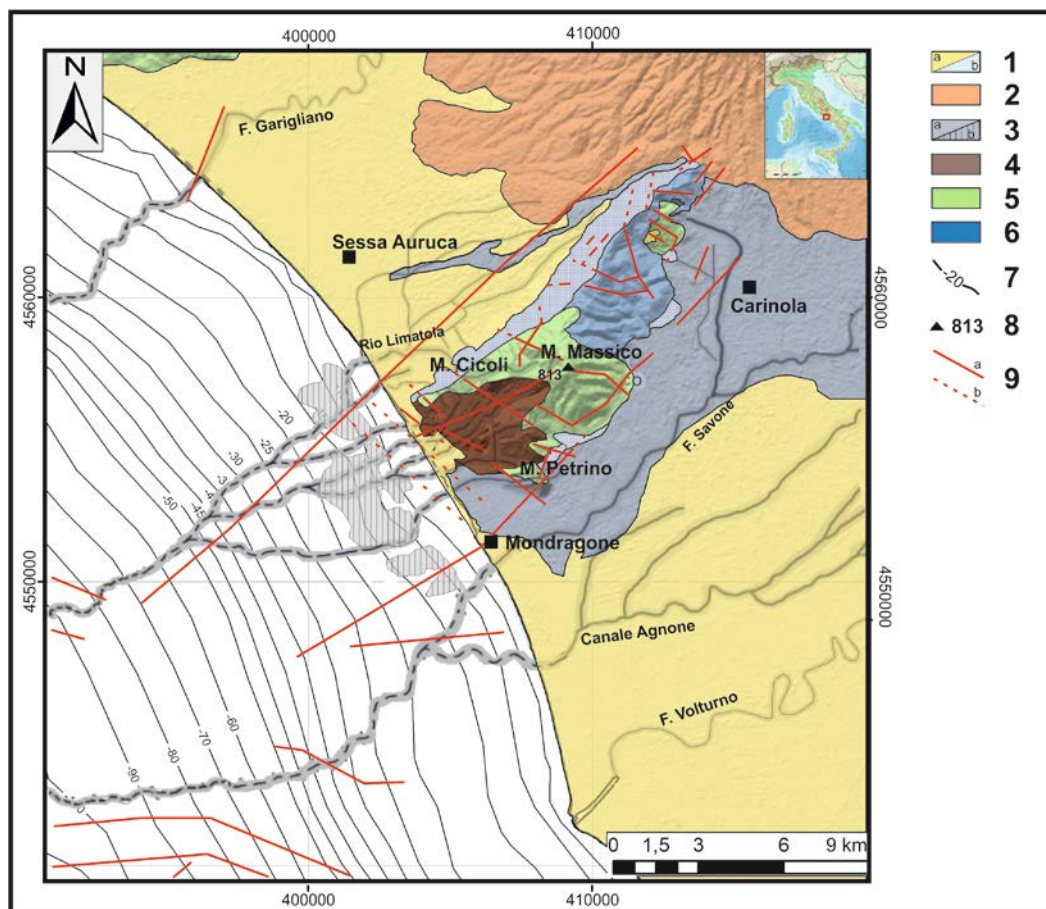 400000
410000
N
F. Garigliano
Sessa Auruca
Carinola
Rio Limatola
M. Cicoli
M. Massico
813
F. Savone
M. Petrino
Mondragone
Canale Agnone
F. Volturno
4560000
4550000
4560000
4550000
-20
-25
-30
-45
-50
-60
-70
-80
-90
b
0 1,5 3 6 9 km
400000
410000
a b 1
2
a b 3
4
5
6
-20 7
813 8
a
9
b